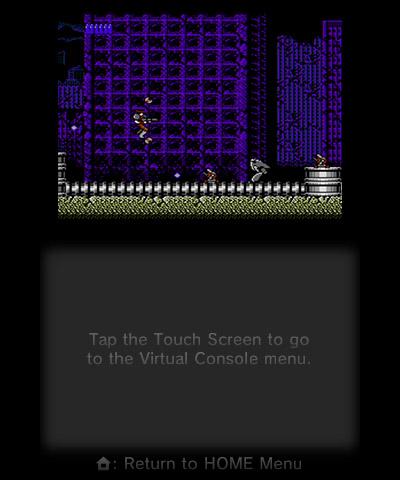 Tap the Touch Screen to go
to the Virtual Console menu.
: Return to HOME Menu